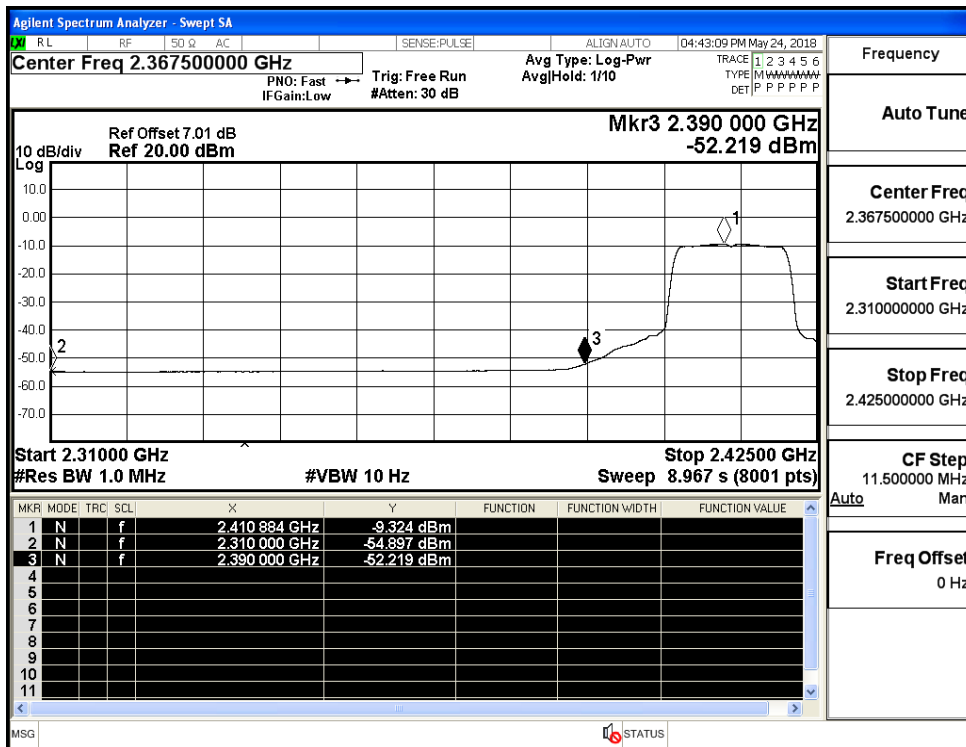 Agilent Spectrum Analyzer - Swept SA
LXI RL RF 50 Ω AC SENSE:PULSE ALIGN AUTO 04:43:09 PM May 24, 2018
Center Freq 2.367500000 GHz
PNO: Fast
IFGain:Low
Trig: Free Run
#Atten: 30 dB
Avg Type: Log-Pwr
Avg|Hold: 1/10
TRACE 1 2 3 4 5 6
TYPE M WWWWW
DET P P P P P P
Mkr3 2.390 000 GHz
-52.219 dBm
Ref Offset 7.01 dB
10 dB/div Ref 20.00 dBm
Log
10.0
0.00
-10.0
-20.0
-30.0
-40.0
-50.0
-60.0
-70.0
1
2
3
Start 2.31000 GHz Stop 2.42500 GHz
#Res BW 1.0 MHz #VBW 10 Hz Sweep 8.967 s (8001 pts)
MKR MODE TRC SCL X Y FUNCTION FUNCTION WIDTH FUNCTION VALUE
1 N f 2.410 884 GHz -9.324 dBm
2 N f 2.310 000 GHz -54.897 dBm
3 N f 2.390 000 GHz -52.219 dBm
4
5
6
7
8
9
10
11
MSG STATUS
Frequency
Auto Tune
Center Freq
2.367500000 GHz
Start Freq
2.310000000 GHz
Stop Freq
2.425000000 GHz
CF Step
11.500000 MHz
Auto Man
Freq Offset
0 Hz